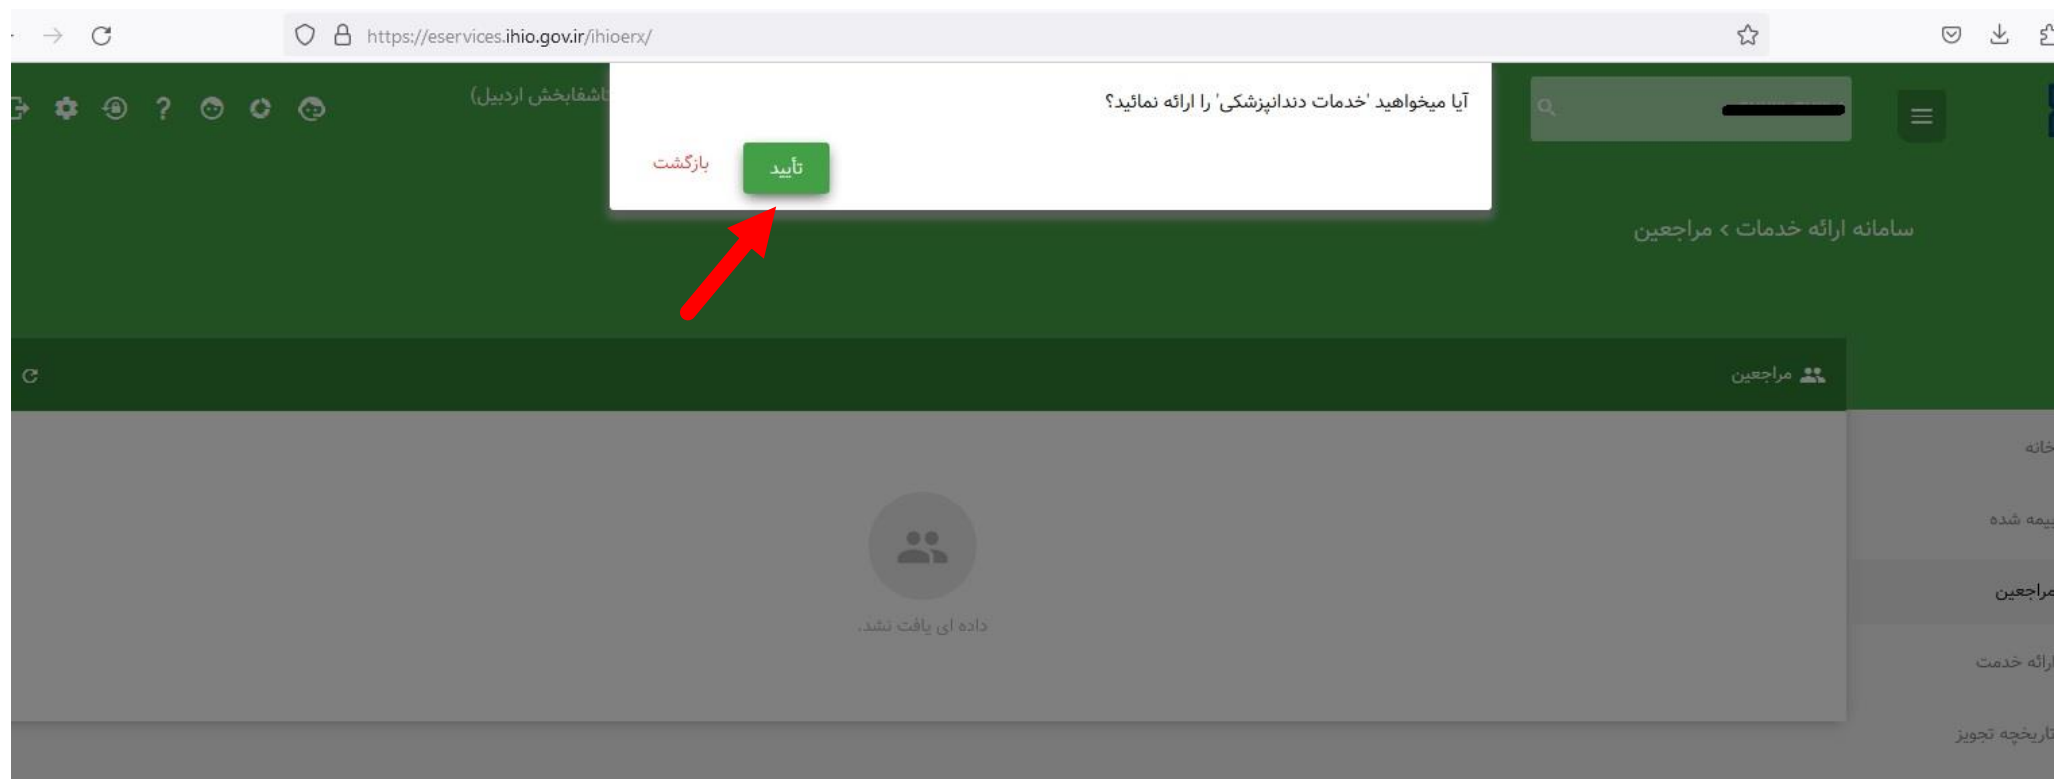 https://eservices.ihio.gov.ir/ihioerx/
آیا میخواهید 'خدمات دندانپزشکی' را ارائه نمائید؟
تأیید
بازگشت
شفابخش اردبیل)
سامانه ارائه خدمات > مراجعین
مراجعین
داده ای یافت نشد.
خانه
بیمه شده
مراجعین
ارائه خدمت
تاریخچه تجویز